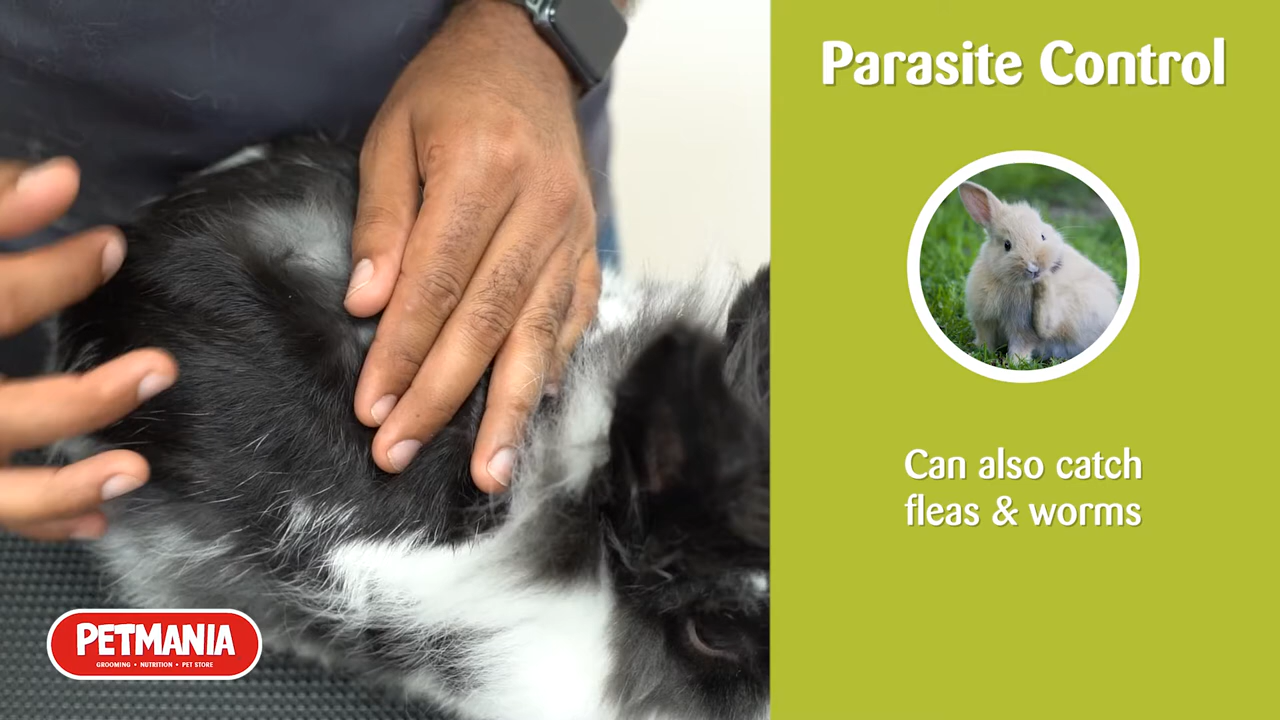 Parasite Control
Can also catch
fleas & worms
PETMANIA
GROOMING • NUTRITION • PET STORE